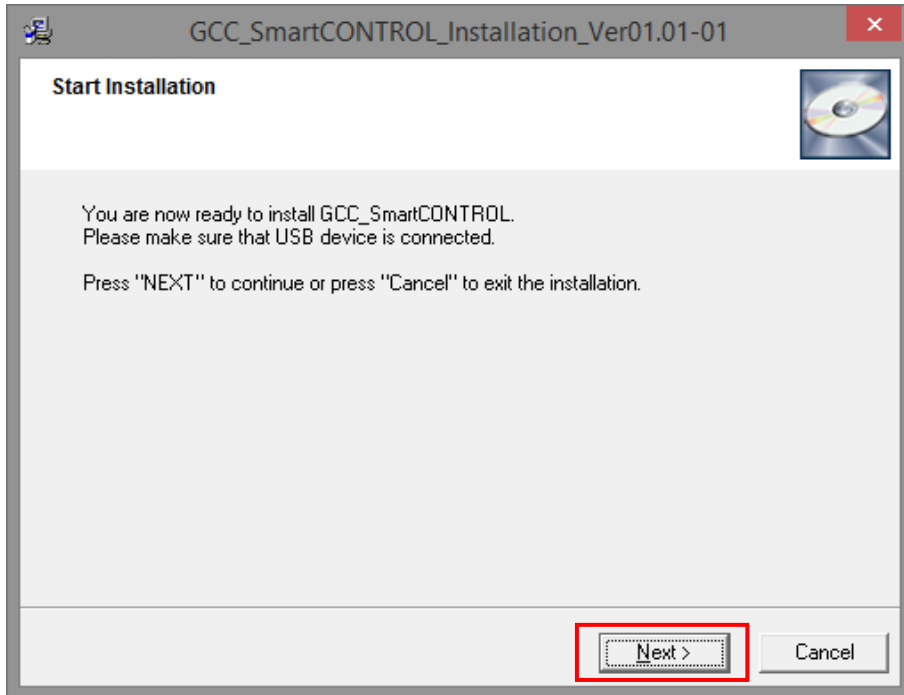 GCC_SmartCONTROL_Installation_Ver01.01-01
Start Installation
You are now ready to install GCC_SmartCONTROL.
Please make sure that USB device is connected.
Press "NEXT" to continue or press "Cancel" to exit the installation.
Next >
Cancel